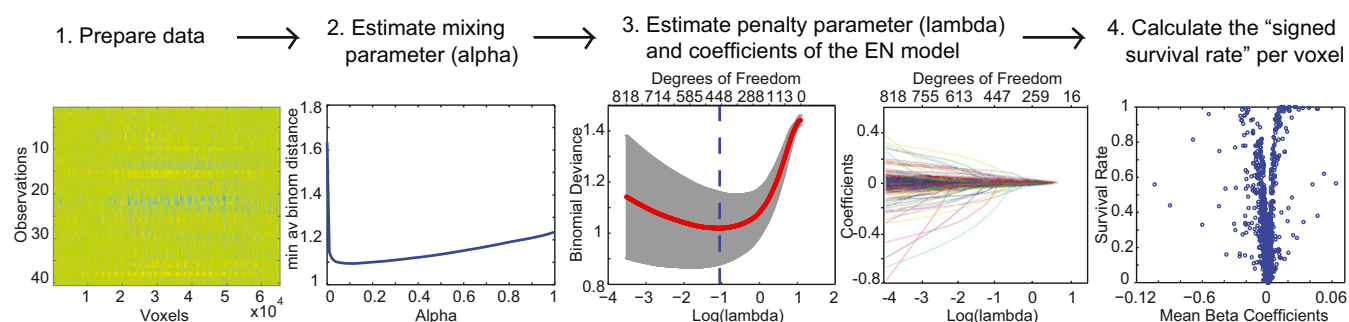 1. Prepare data
2. Estimate mixing
parameter (alpha)
3. Estimate penalty parameter (lambda)
and coefficients of the EN model
4. Calculate the “signed
survival rate” per voxel
Observations
10
20
30
40
1 2 3 4 5 6
x10⁴
Voxels
min av binom distance
1.8
1.6
1.4
1.2
1
0 0.2 0.4 0.6 0.8 1
Alpha
Degrees of Freedom
818 714 585 448 288 113 0
Binomial Deviance
1.4
1.2
1
0.8
−4 −3 −2 −1 0 1 2
Log(lambda)
Degrees of Freedom
818 755 613 447 259 16
Coefficients
0.4
0
-0.4
-0.8
-4 -3 -2 -1 0 1
Log(lambda)
Survival Rate
1
0.8
0.6
0.4
0.2
0
−0.12 -0.06 0 0.06
Mean Beta Coefficients